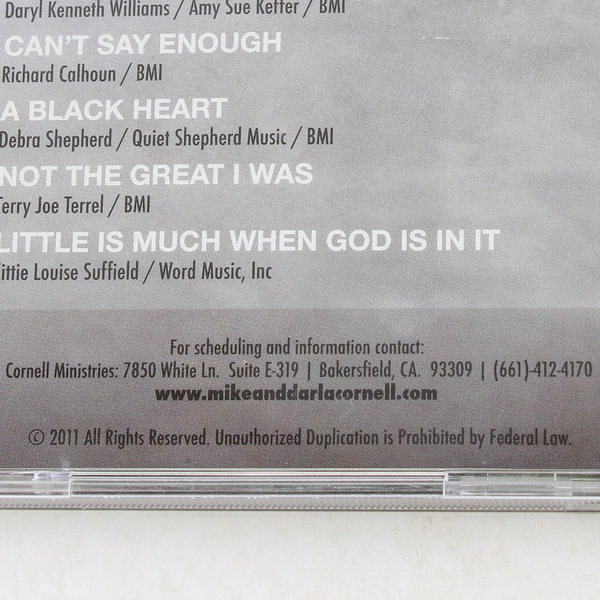 Daryl Kenneth Williams / Amy Sue Ketter / BMI
CAN'T SAY ENOUGH
Richard Calhoun / BMI
A BLACK HEART
Debra Shepherd / Quiet Shepherd Music / BMI
NOT THE GREAT I WAS
Terry Joe Terrel / BMI
LITTLE IS MUCH WHEN GOD IS IN IT
ittie Louise Suffield / Word Music, Inc
For scheduling and information contact:
Cornell Ministries: 7850 White Ln. Suite E-319 | Bakersfield, CA. 93309 | (661)-412-4170
www.mikeanddarlacornell.com
© 2011 All Rights Reserved. Unauthorized Duplication is Prohibited by Federal Law.